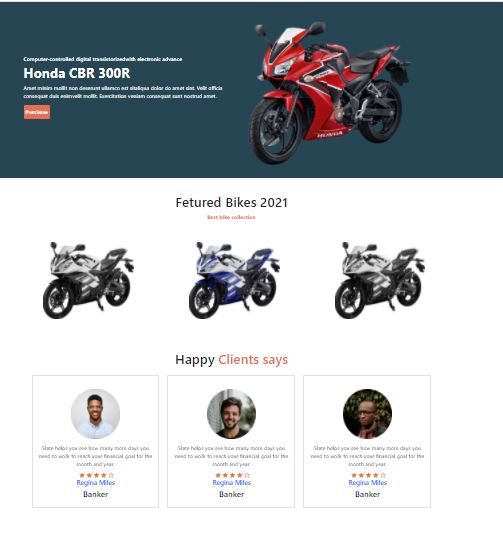 Computer-controlled digital transistorizedwith electronic advance
Honda CBR 300R
Amet minim mollit non deserunt ullamco est sitaliqua dolor do amet sint. Velit officia
consequat duis enimvelit mollit. Exercitation veniam consequat sunt nostrud amet.
Purchase
HONDA
Fetured Bikes 2021
Best bike collection
Happy Clients says
Slate helps you see how many more days you
need to work to reach your financial goal for the
month and year.
Regina Miles
Banker
Slate helps you see how many more days you
need to work to reach your financial goal for the
month and year.
Regina Miles
Banker
Slate helps you see how many more days you
need to work to reach your financial goal for the
month and year.
Regina Miles
Banker